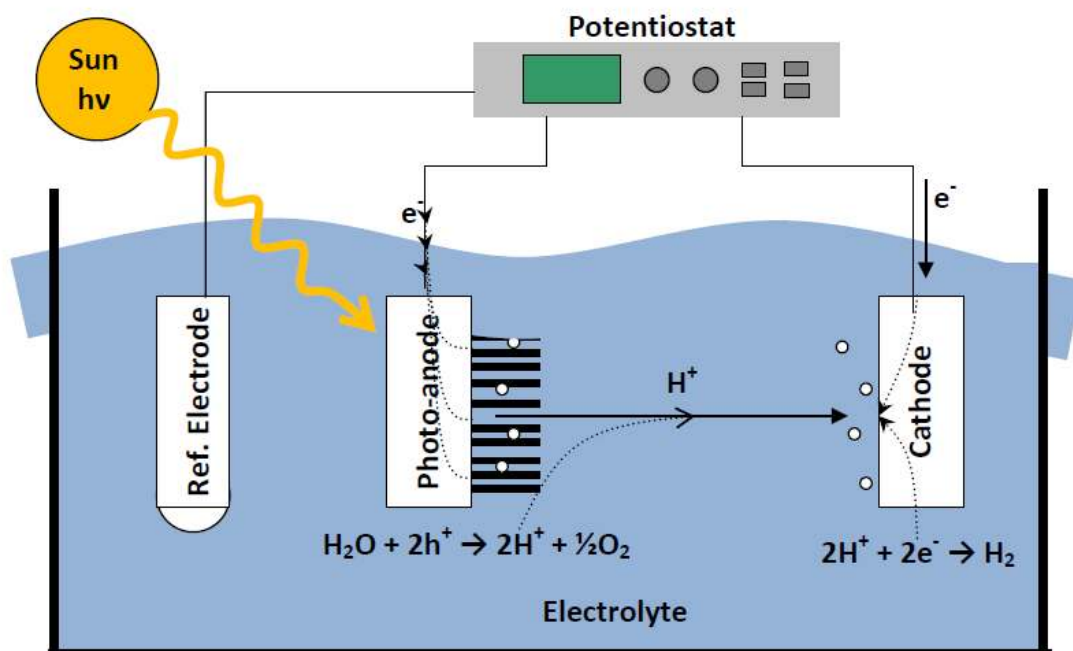 Potentiostat
Sun
hν
e⁻
e⁻
Ref. Electrode
Photo-anode
H⁺
Cathode
H₂O + 2h⁺ → 2H⁺ + ½O₂
2H⁺ + 2e⁻ → H₂
Electrolyte